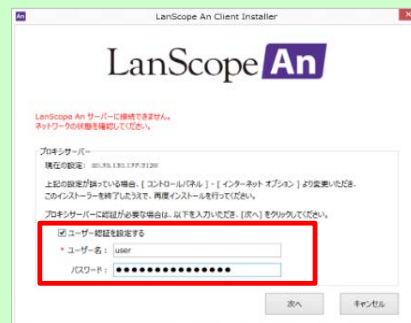 An LanScope An Client Installer
LanScope An
LanScope An サーバーに接続できません。
ネットワークの状態を確認してください。
プロキシサーバー
現在の設定:
上記の設定が誤っている場合、[ コントロールパネル ] - [ インターネット オプション ] より変更いただき、
このインストーラーを終了したうえで、再度インストールを行ってください。
プロキシサーバーに認証が必要な場合は、以下を入力いただき、[次へ] をクリックしてください。
ユーザー認証を設定する
* ユーザー名: user
パスワード: ●●●●●●●●●●●●●●●
次へ キャンセル